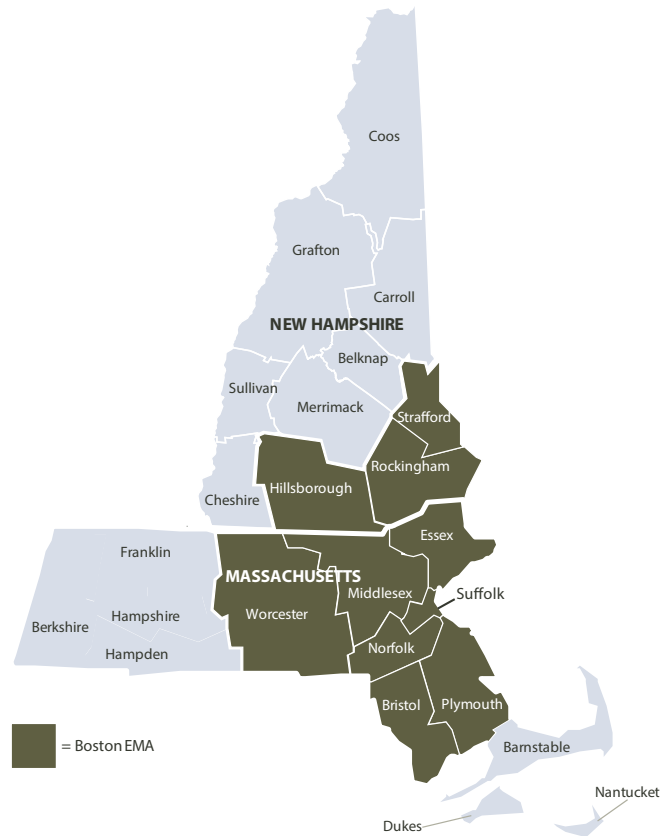 Coos
Grafton
Carroll
NEW HAMPSHIRE
Belknap
Sullivan
Merrimack
Strafford
Rockingham
Hillsborough
Cheshire
Essex
Franklin
MASSACHUSETTS
Suffolk
Middlesex
Hampshire
Worcester
Berkshire
Norfolk
Hampden
Bristol
Plymouth
= Boston EMA
Barnstable
Nantucket
Dukes